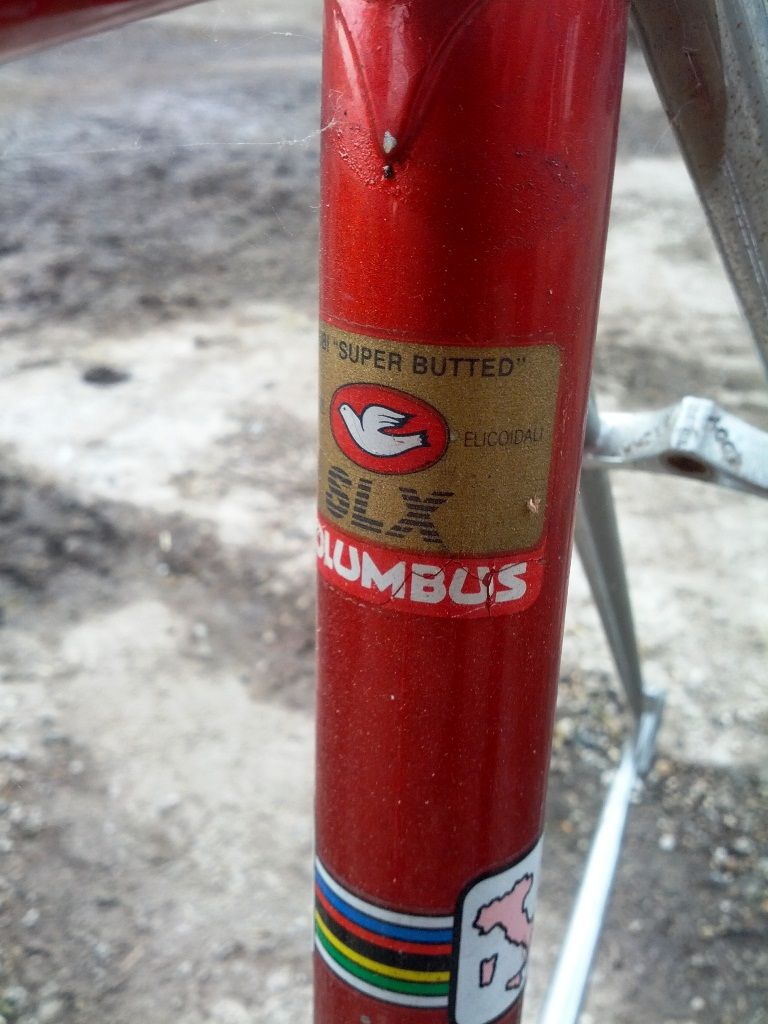 "SUPER BUTTED"
ELICOIDALI
SLX
OLUMBUS